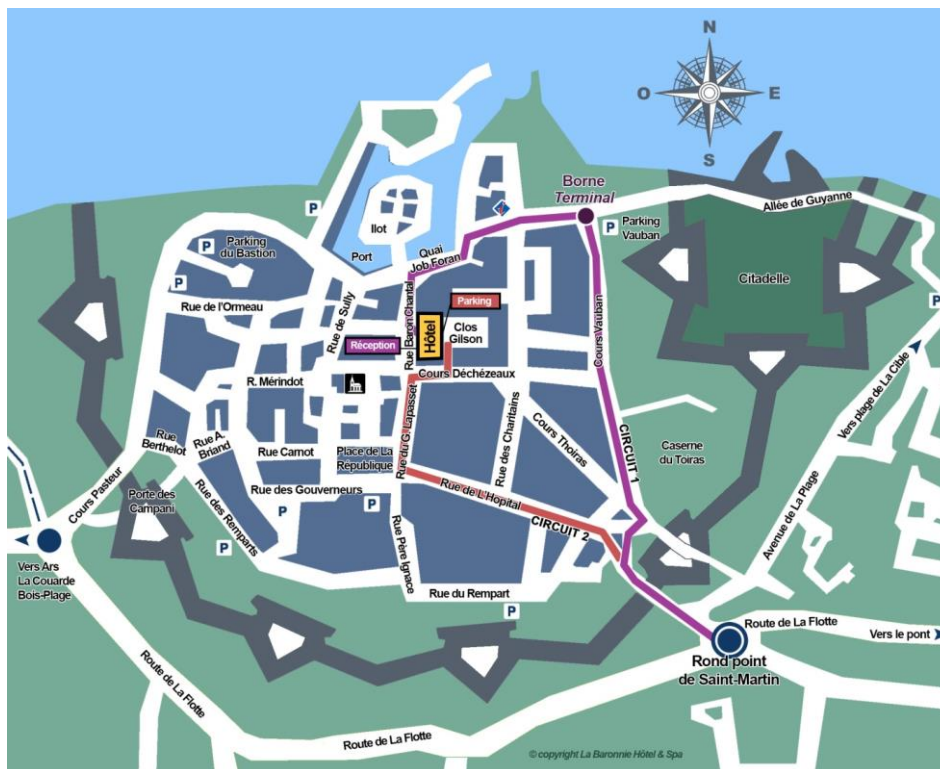 N
O
E
S
Borne
Terminal
Allée de Guyanne
P
P
Parking
Vauban
Ilot
P
Parking
du Bastion
Port
Quai
Job Foran
Citadelle
P
Rue de l'Ormeau
Rue de Sully
Rue Baron Chantal
Parking
Hôtel
Clos
Gilson
Réception
Cours Vauban
R. Mérindot
Cours Déchézeaux
Vers plage de La Cible
Rue du G. Lapasset
Rue des Charitains
Cours Thoiras
CIRCUIT 1
Rue
Berthelot
Rue A.
Briand
Rue Carnot
Place de La
République
Caserne
du Toiras
Cours Pasteur
Porte des
Campani
Rue des Remparts
Rue des Gouverneurs
Rue de L'Hopital
CIRCUIT 2
Avenue de La Plage
P
P
P
Vers Ars
La Couarde
Bois-Plage
Rue Père Ignace
Rue du Rempart
P
Route de La Flotte
Vers le pont
Rond point
de Saint-Martin
Route de La Flotte
Route de La Flotte
© copyright La Baronnie Hôtel & Spa